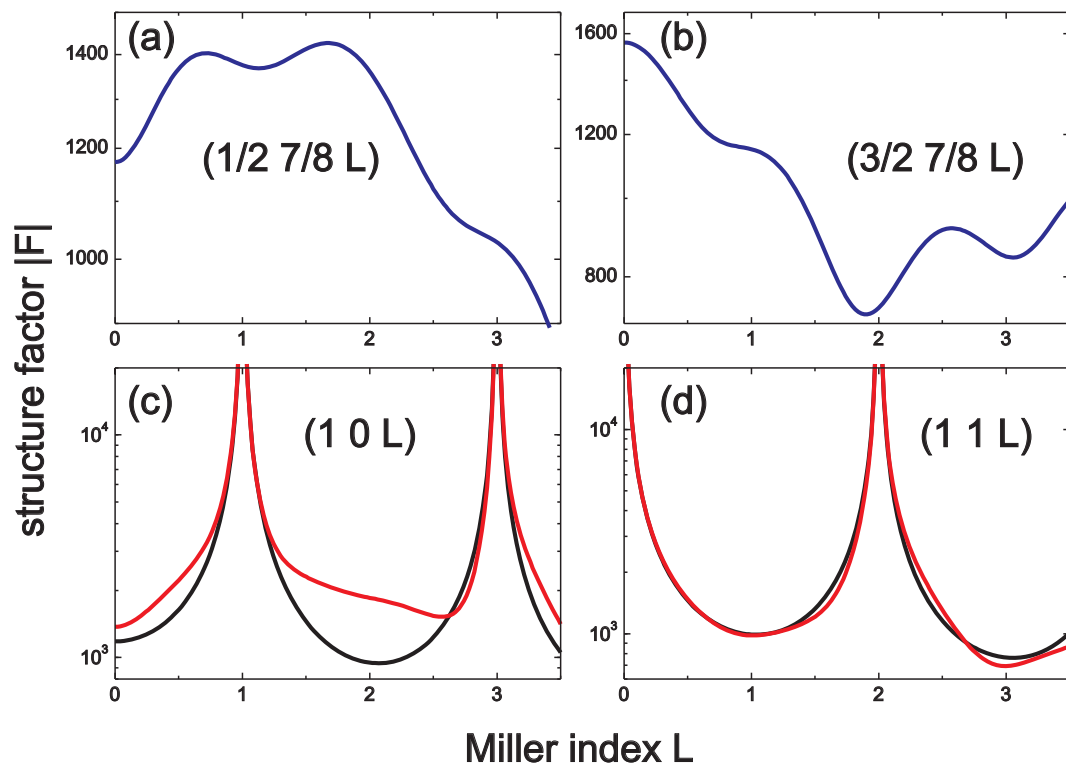 (a)
(b)
1400
1200
1000
(1/2 7/8 L)
0 1 2 3
1600
1200
800
(3/2 7/8 L)
0 1 2 3
structure factor |F|
(c)
(d)
10^4
10^3
(1 0 L)
0 1 2 3
10^4
10^3
(1 1 L)
0 1 2 3
Miller index L